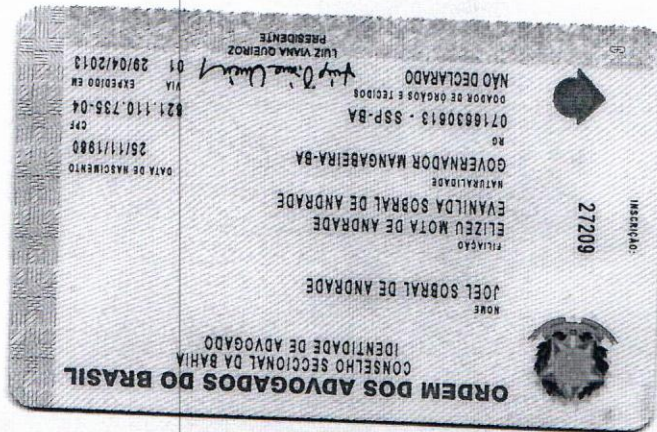 ORDEM DOS ADVOGADOS DO BRASIL
CONSELHO SECCIONAL DA BAHIA
IDENTIDADE DE ADVOGADO
NOME
JOEL SOBRAL DE ANDRADE
INSCRIÇÃO:
27209
FILIAÇÃO
ELIZEU MOTA DE ANDRADE
EVANILDA SOBRAL DE ANDRADE
NATURALIDADE
GOVERNADOR MANGABEIRA-BA
DATA DE NASCIMENTO
25/11/1980
RG
0716630613 - SSP-BA
CPF
821.110.735-04
DOADOR DE ORGÃOS E TECIDOS
NÃO DECLARADO
VIA
EXPEDIDO EM
01
29/04/2013
LUIZ VIANA QUEIROZ
PRESIDENTE